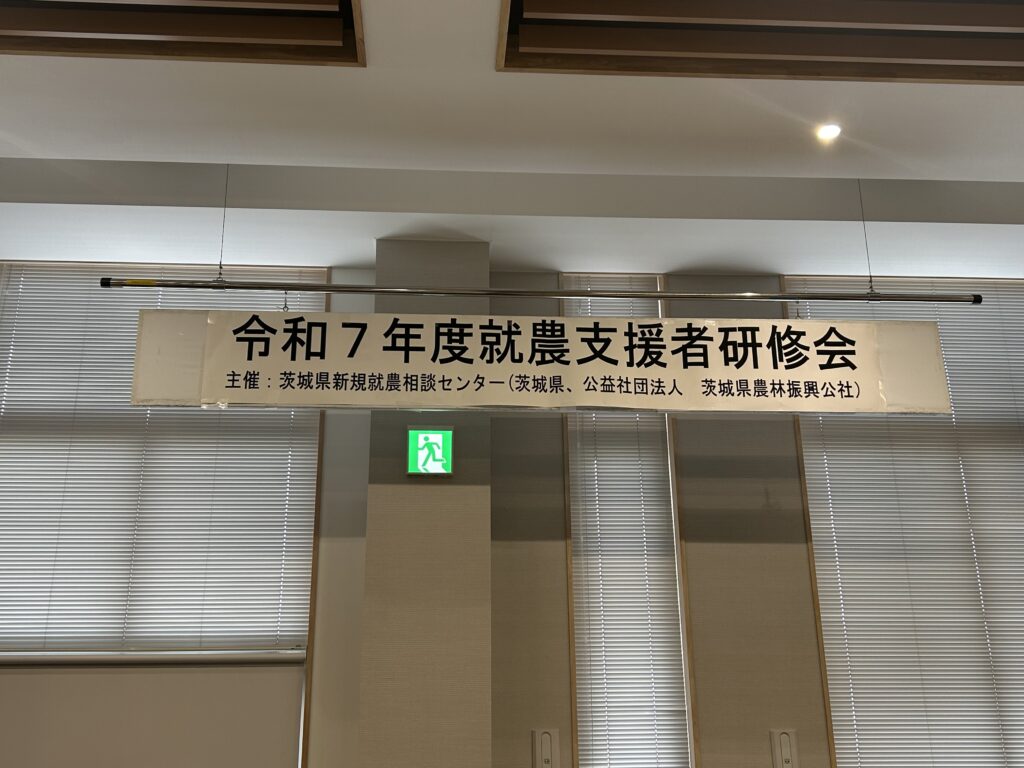 令和７年度就農支援者研修会
主催：茨城県新規就農相談センター(茨城県、公益社団法人　茨城県農林振興公社)